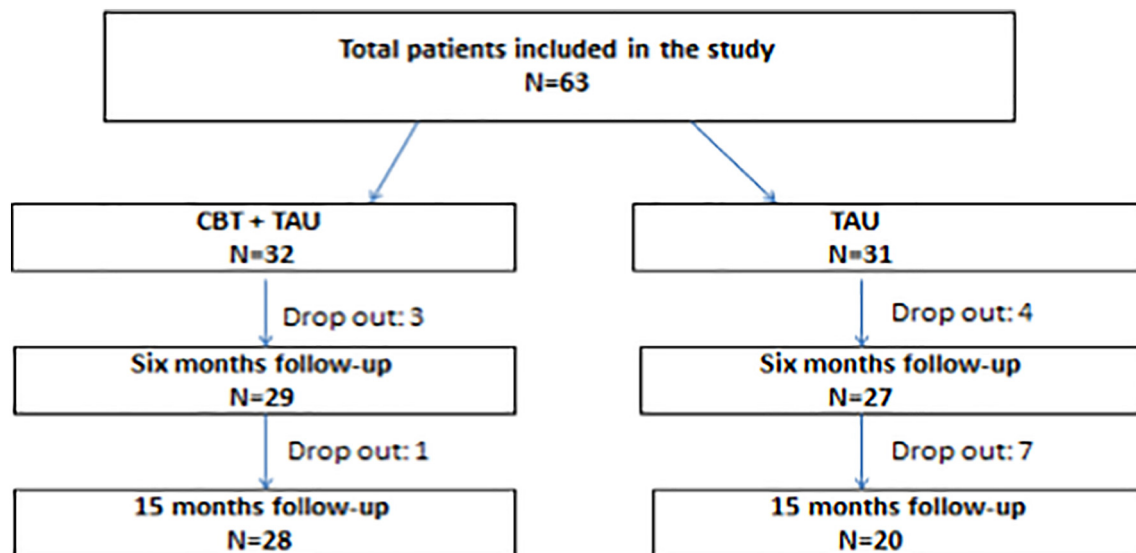 Total patients included in the study
N=63
CBT + TAU
N=32
TAU
N=31
Drop out: 3
Drop out: 4
Six months follow-up
N=29
Six months follow-up
N=27
Drop out: 1
Drop out: 7
15 months follow-up
N=28
15 months follow-up
N=20